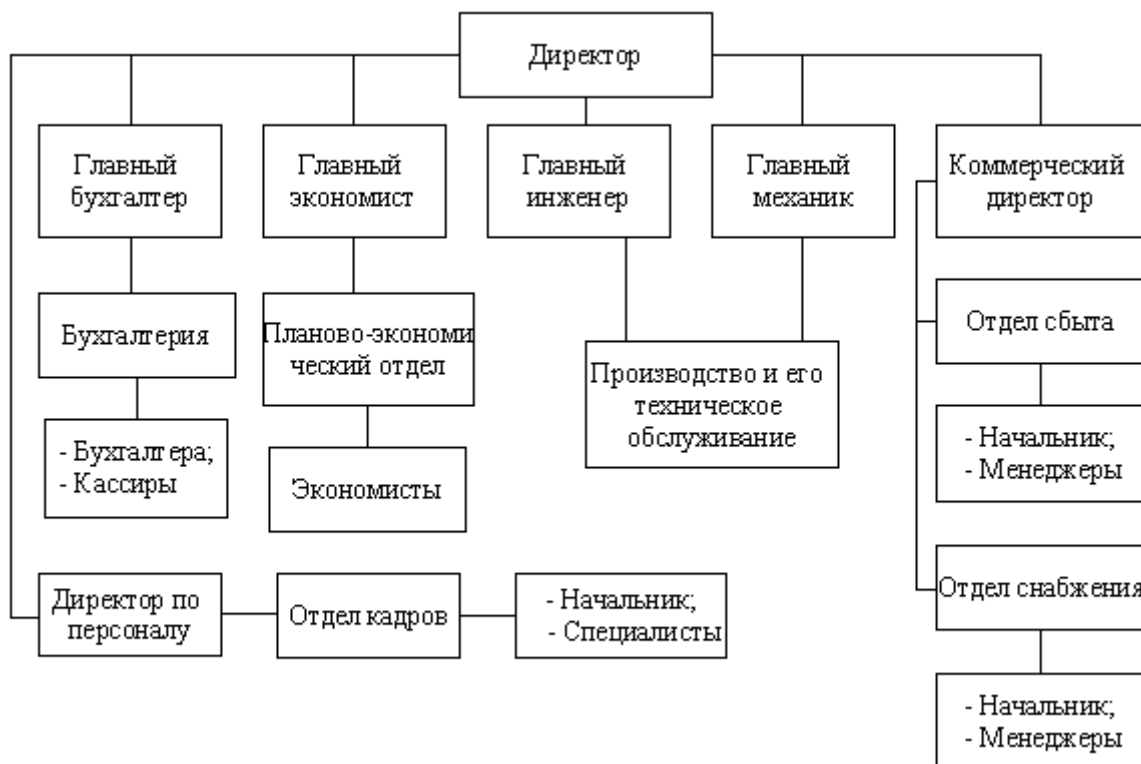 Директор
Главный
бухгалтер
Главный
экономист
Главный
инженер
Главный
механик
Коммерческий
директор
Бухгалтерия
Планово-экономи
ческий отдел
Производство и его
техническое
обслуживание
Отдел сбыта
- Бухгалтера;
- Кассиры
Экономисты
- Начальник;
- Менеджеры
Директор по
персоналу
Отдел кадров
- Начальник;
- Специалисты
Отдел снабжения
- Начальник;
- Менеджеры